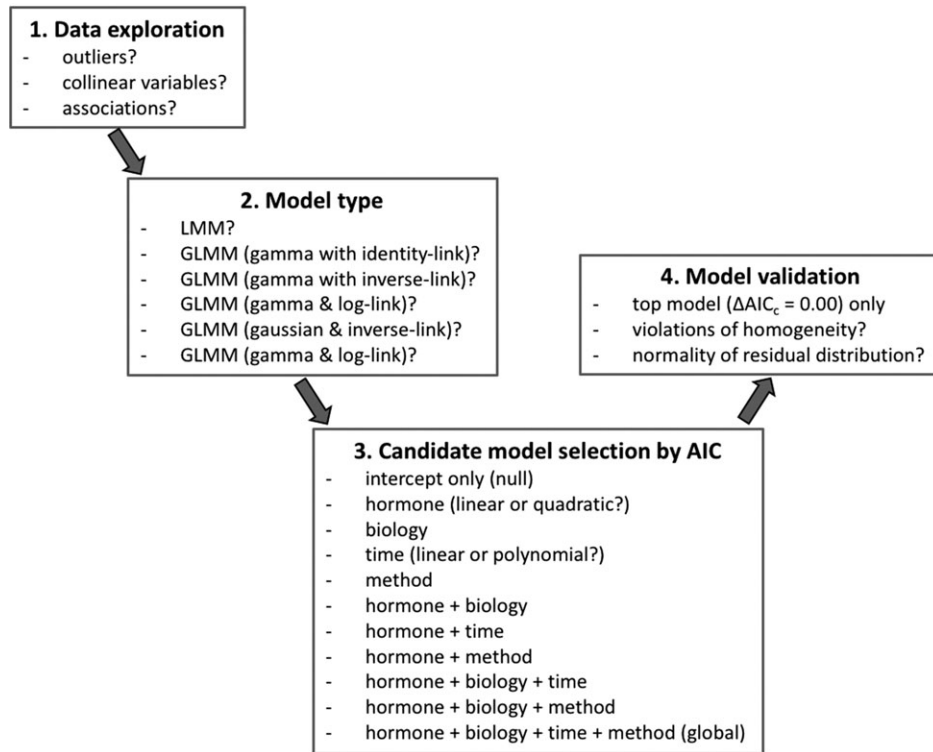 1. Data exploration
- outliers?
- collinear variables?
- associations?
2. Model type
- LMM?
- GLMM (gamma with identity-link)?
- GLMM (gamma with inverse-link)?
- GLMM (gamma & log-link)?
- GLMM (gaussian & inverse-link)?
- GLMM (gamma & log-link)?
3. Candidate model selection by AIC
- intercept only (null)
- hormone (linear or quadratic?)
- biology
- time (linear or polynomial?)
- method
- hormone + biology
- hormone + time
- hormone + method
- hormone + biology + time
- hormone + biology + method
- hormone + biology + time + method (global)
4. Model validation
- top model (ΔAICc = 0.00) only
- violations of homogeneity?
- normality of residual distribution?